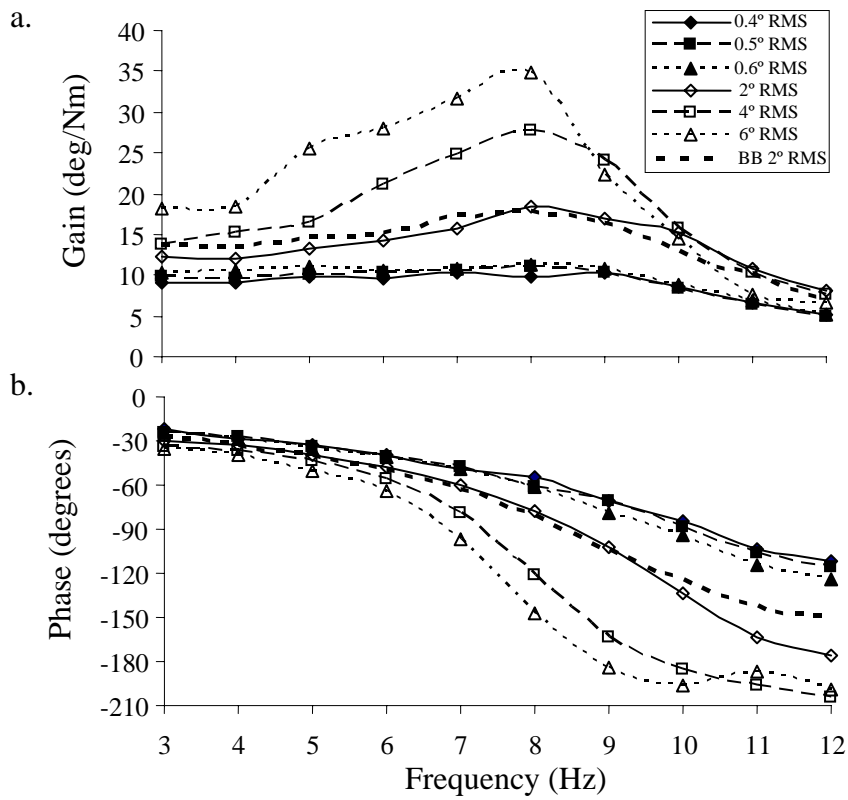 a.
Gain (deg/Nm)
40
35
30
25
20
15
10
5
0
0.4º RMS
0.5º RMS
0.6º RMS
2º RMS
4º RMS
6º RMS
BB 2º RMS
b.
Phase (degrees)
0
-30
-60
-90
-120
-150
-180
-210
3 4 5 6 7 8 9 10 11 12
Frequency (Hz)